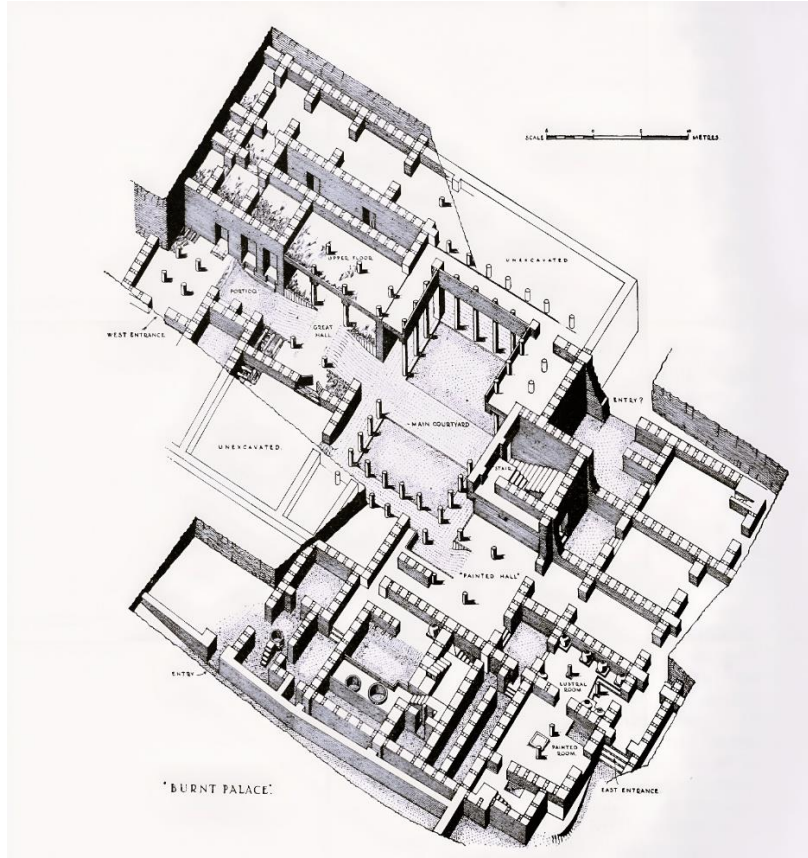 SCALE 0 METRES.
UNEXCAVATED
UPPER FLOOR
PORTICO
GREAT
HALL
WEST ENTRANCE
ENTRY?
MAIN COURTYARD
UNEXCAVATED.
STAIR
"PAINTED HALL"
ENTRY
LUSTRAL
ROOM
PAINTED
ROOM.
EAST ENTRANCE
"BURNT PALACE".